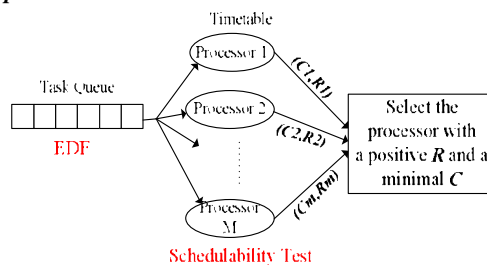 Timetable
Processor 1
Task Queue
EDF
Processor 2
Processor
M
(C1,R1)
(C2,R2)
(Cm,Rm)
Select the
processor with
a positive R and a
minimal C
Schedulability Test